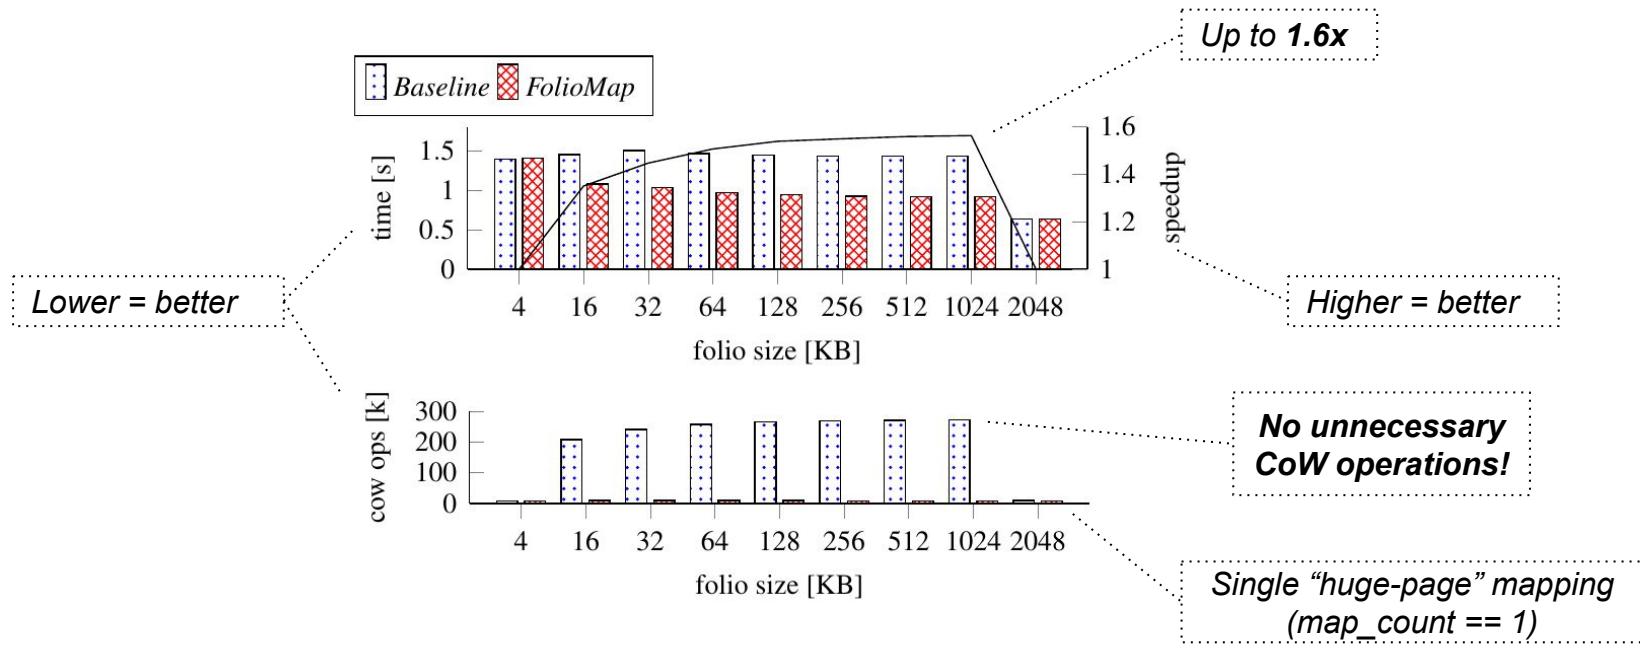 Up to 1.6x
Baseline FolioMap
1.5
1
0.5
0
time [s]
1.6
1.4
1.2
1
speedup
4 16 32 64 128 256 512 1024 2048
folio size [KB]
Lower = better
Higher = better
300
200
100
0
cow ops [k]
4 16 32 64 128 256 512 1024 2048
folio size [KB]
No unnecessary
CoW operations!
Single “huge-page” mapping
(map_count == 1)